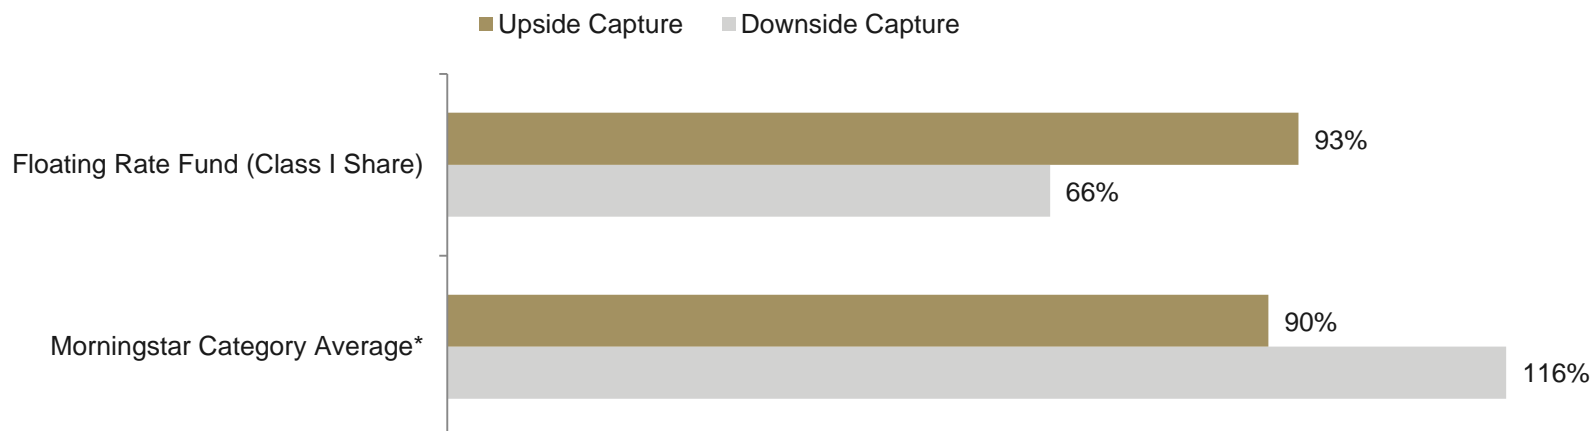 Upside Capture Downside Capture
Floating Rate Fund (Class I Share)
93%
66%
Morningstar Category Average*
90%
116%